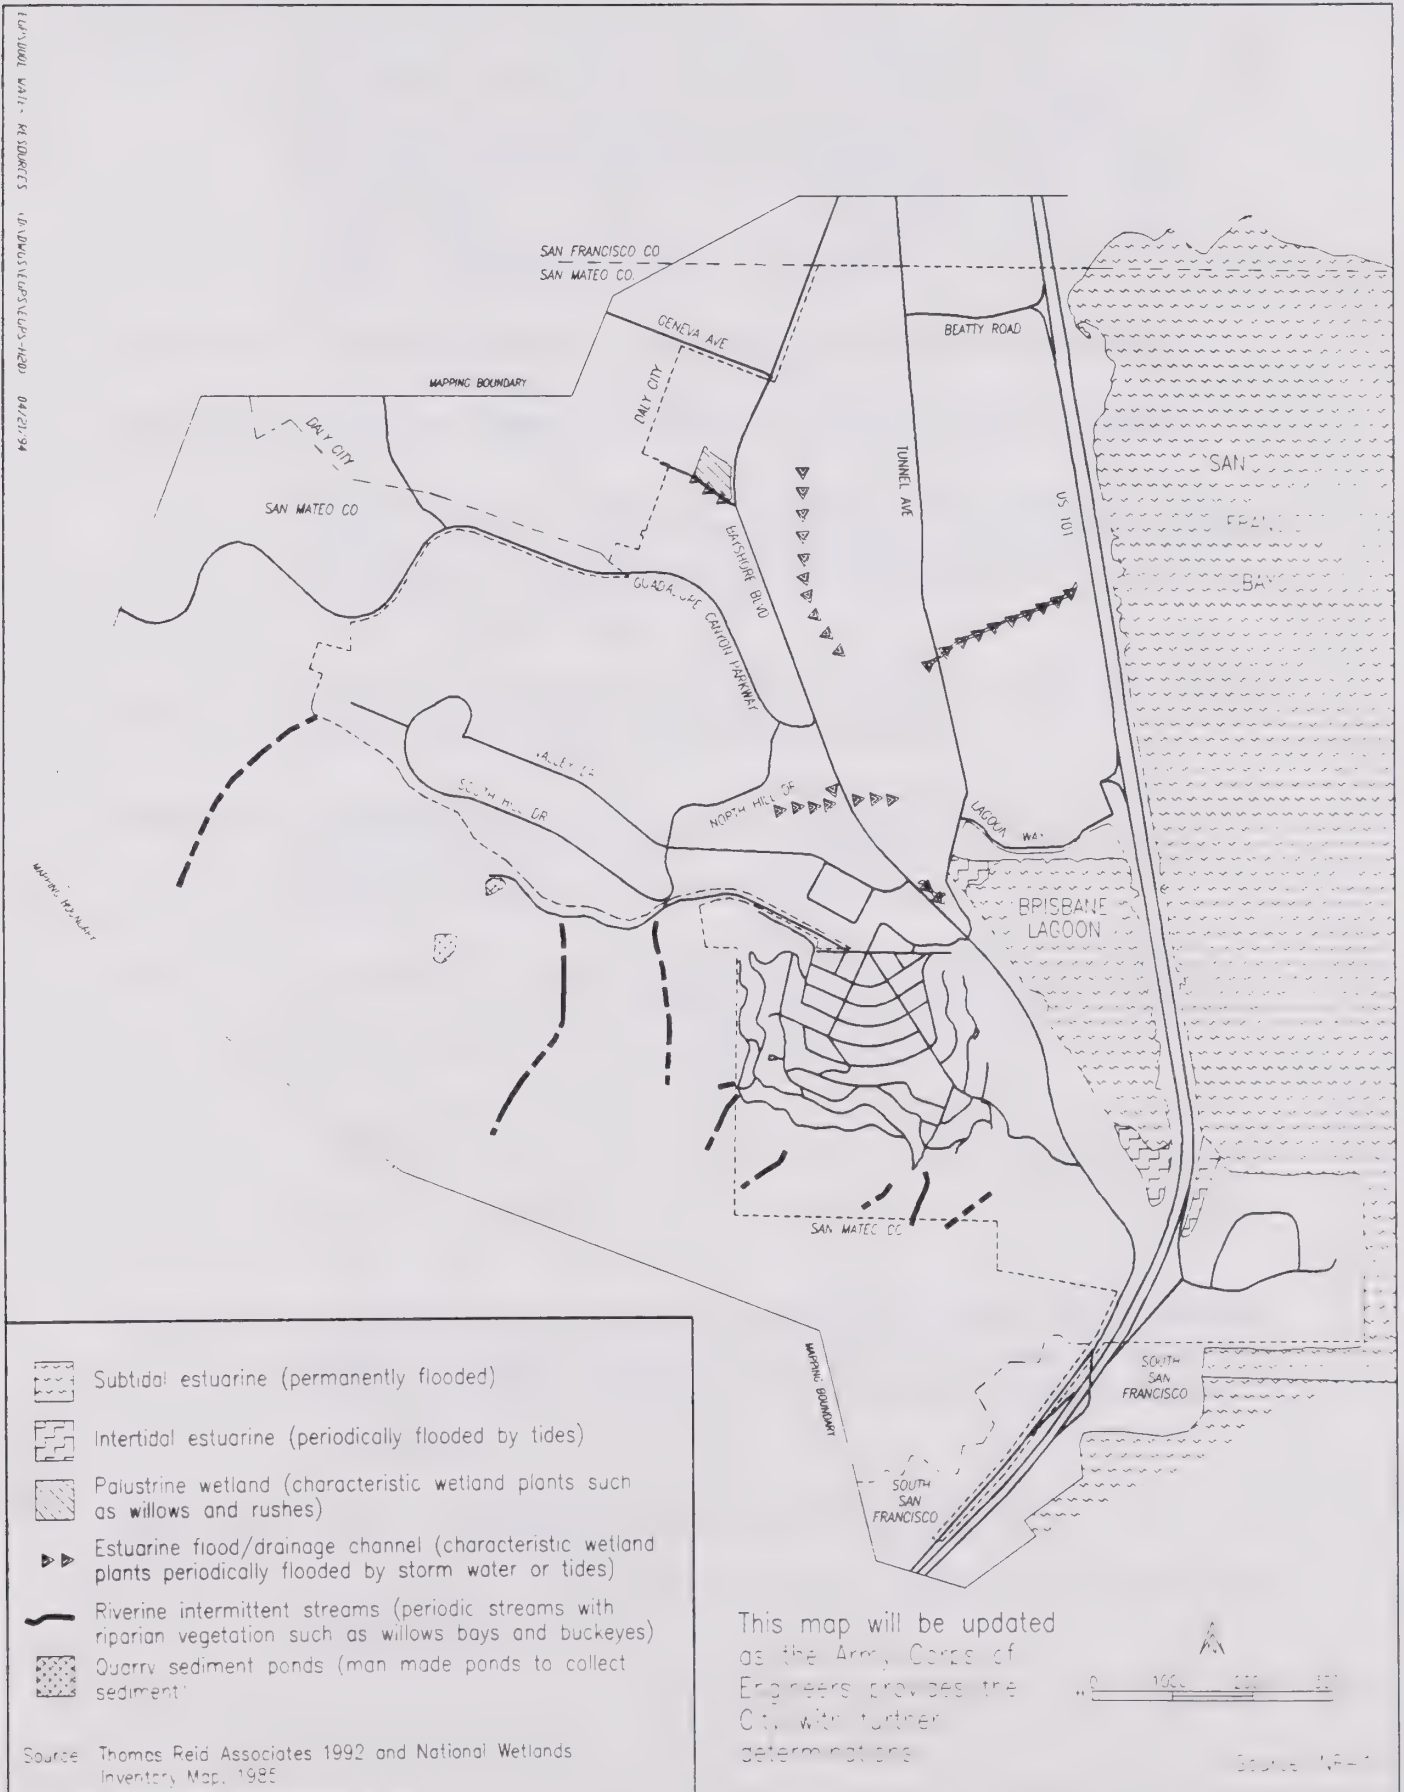 RESOURCES
04/21/94
SAN FRANCISCO CO
SAN MATEO CO.
GENEVA AVE
BEATTY ROAD
MAPPING BOUNDARY
DALY CITY
DALY CITY
SAN MATEO CO
TUNNEL AVE
US 101
SAN
BAY
BAYSHORE BLVD
CANYON PARKWAY
SOUTH HILL DR
NORTH HILL DR
LAGOON WAY
BRISBANE
LAGOON
SAN MATEO CO
MAPPING BOUNDARY
SOUTH
SAN
FRANCISCO
SOUTH
SAN
FRANCISCO
Subtidal estuarine (permanently flooded)
Intertidal estuarine (periodically flooded by tides)
Palustrine wetland (characteristic wetland plants such
as willows and rushes)
Estuarine flood/drainage channel (characteristic wetland
plants periodically flooded by storm water or tides)
Riverine intermittent streams (periodic streams with
riparian vegetation such as willows bays and buckeyes)
Quarry sediment ponds (man made ponds to collect
sediment)
Source Thomas Reid Associates 1992 and National Wetlands
Inventory Map, 1985
This map will be updated
as the Army Corps of
Engineers provides the
City with further
determinations
0